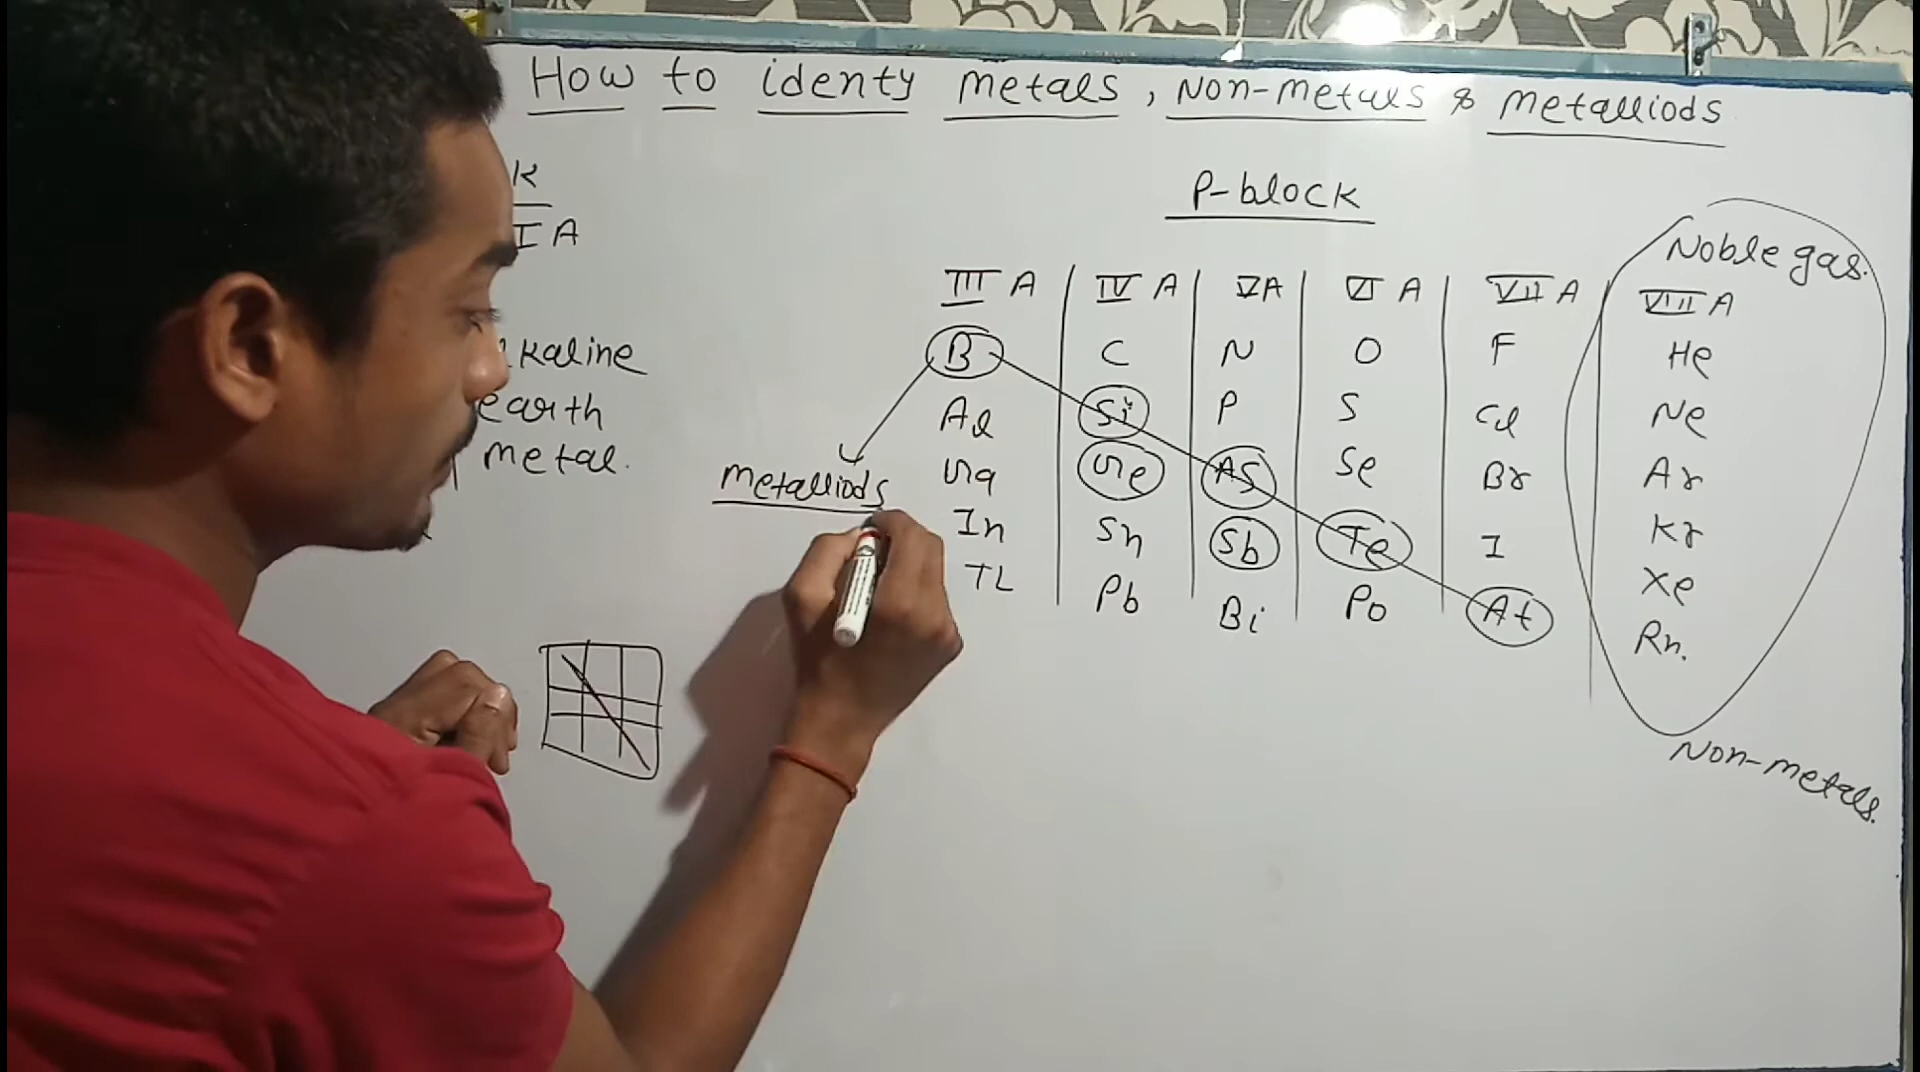 How to identy metals, Non-metals & metalliods
K
IA
kaline
earth
metal.
P-block
Noble gas.
III A IV A VA VI A VII A VIII A
B C N O F He
Al Si P S Cl Ne
Ga Ge AS Se Br Ar
In Sn Sb Te I Kr
TL Pb Bi Po At Xe
Rn.
metalliods
Non-metals.